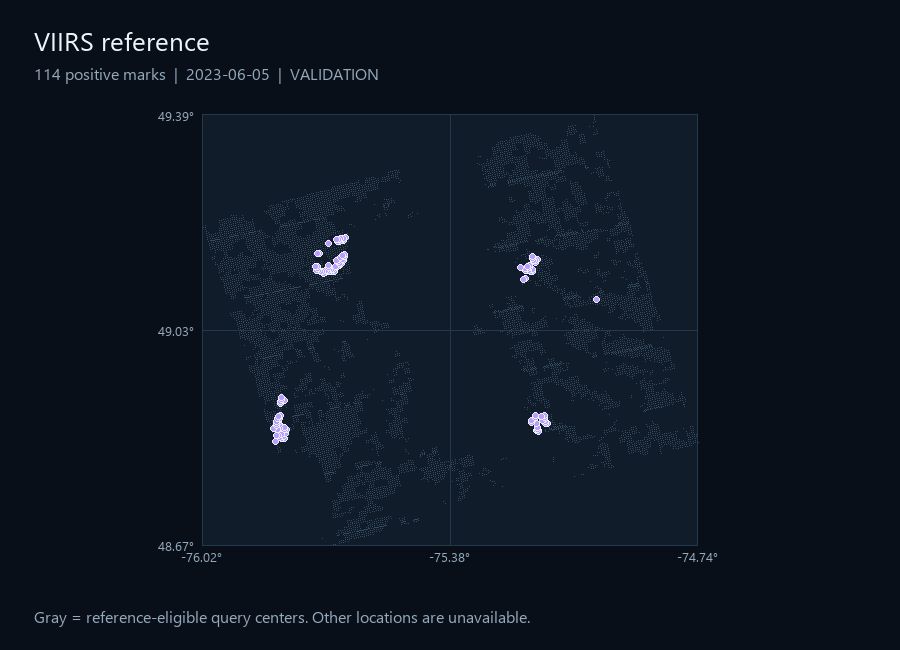 VIIRS reference
114 positive marks | 2023-06-05 | VALIDATION
49.39°
49.03°
48.67°
-76.02°
-75.38°
-74.74°
Gray = reference-eligible query centers. Other locations are unavailable.